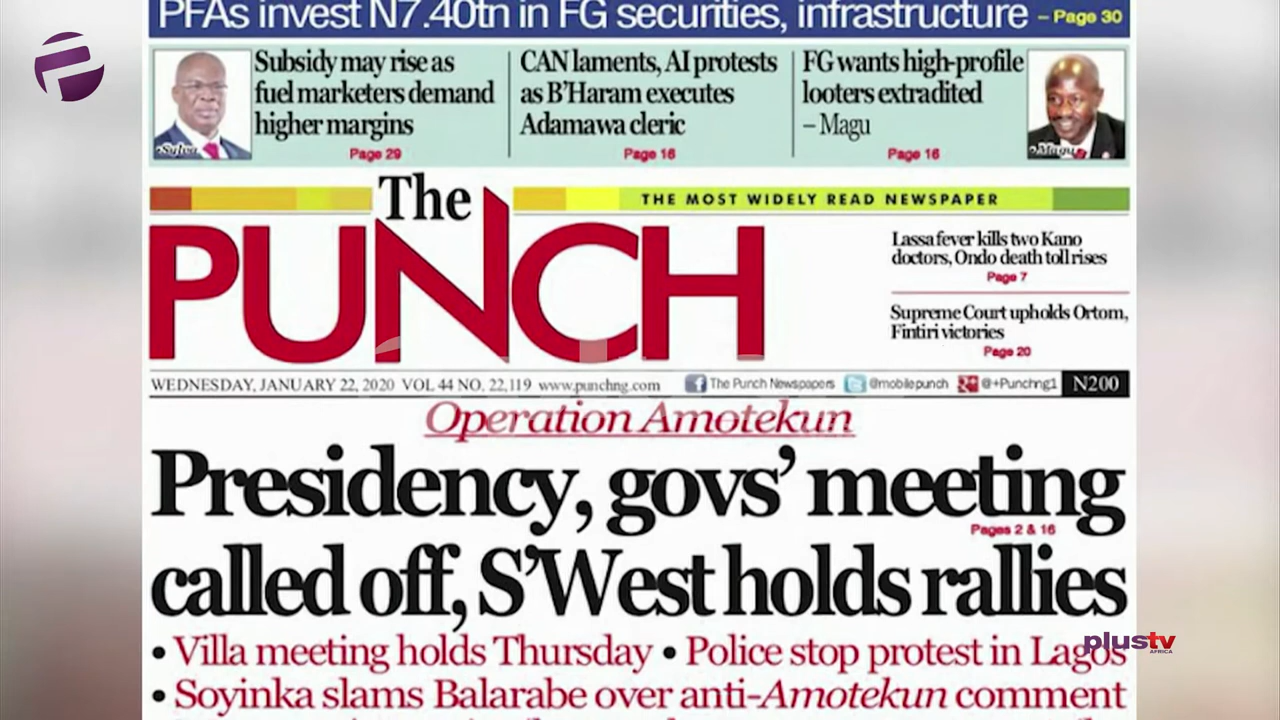 PFAs invest N7.40tn in FG securities, infrastructure – Page 30
Subsidy may rise as
fuel marketers demand
higher margins
Page 29
•Sylva
CAN laments, AI protests
as B'Haram executes
Adamawa cleric
Page 16
FG wants high-profile
looters extradited
– Magu
Page 16
•Magu
The
PUNCH
THE MOST WIDELY READ NEWSPAPER
Lassa fever kills two Kano
doctors, Ondo death toll rises
Page 7
Supreme Court upholds Ortom,
Fintiri victories
Page 20
WEDNESDAY, JANUARY 22, 2020 VOL 44 NO. 22,119 www.punchng.com The Punch Newspapers @mobilepunch @+Punchng1 N200
Operation Amotekun
Presidency, govs' meeting
Pages 2 & 16
called off, S'West holds rallies
• Villa meeting holds Thursday • Police stop protest in Lagos
• Soyinka slams Balarabe over anti-Amotekun comment
plustv
AFRICA